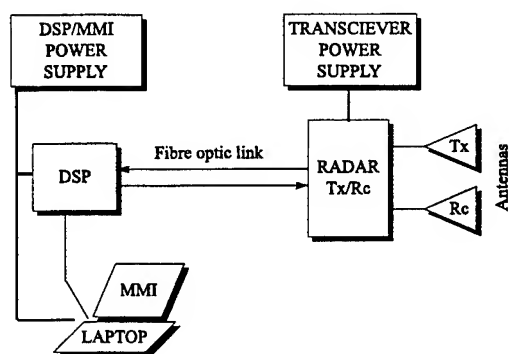 DSP/MMI
POWER
SUPPLY
TRANSCIEVER
POWER
SUPPLY
Fibre optic link
DSP
RADAR
Tx/Rc
Tx
Rc
Antennas
MMI
LAPTOP